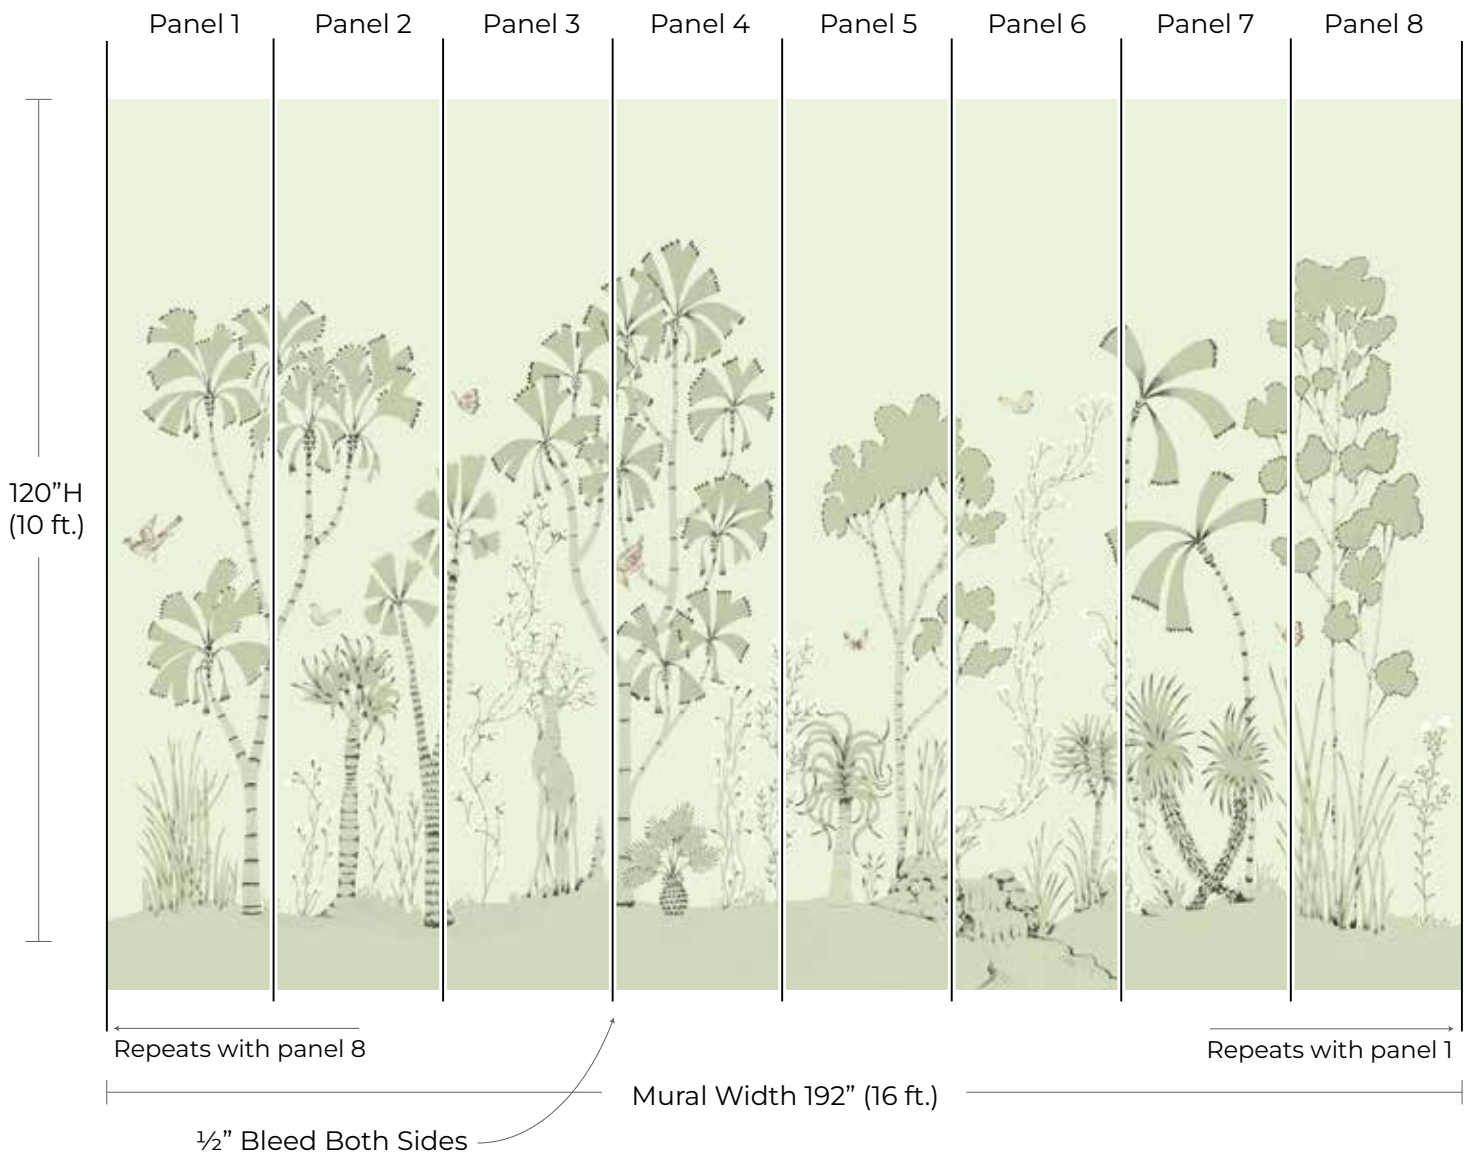 Panel 1
Panel 2
Panel 3
Panel 4
Panel 5
Panel 6
Panel 7
Panel 8
120”H
(10 ft.)
Repeats with panel 8
Repeats with panel 1
Mural Width 192” (16 ft.)
½” Bleed Both Sides